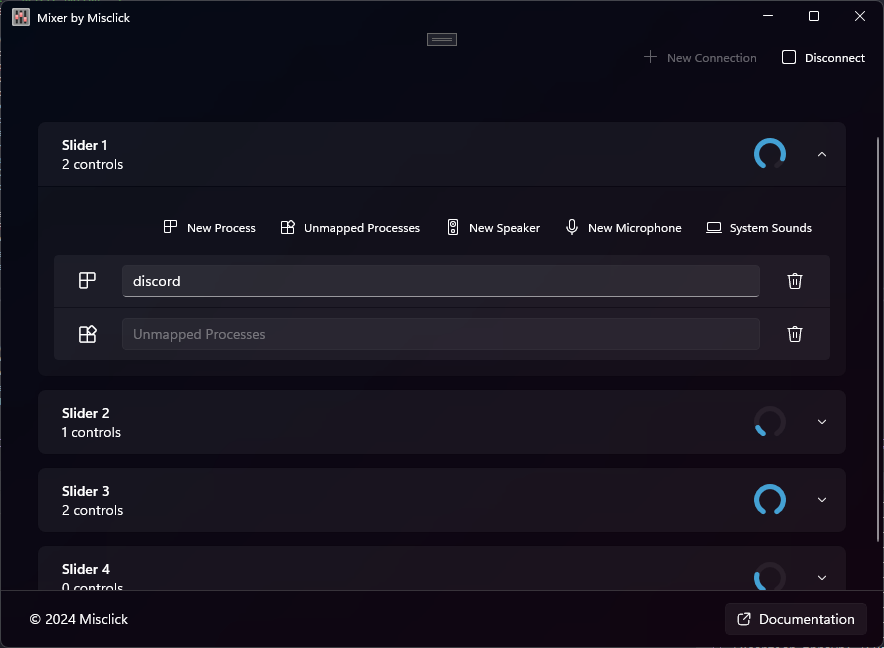 Mixer by Misclick
New Connection
Disconnect
Slider 1
2 controls
New Process
Unmapped Processes
New Speaker
New Microphone
System Sounds
discord
Unmapped Processes
Slider 2
1 controls
Slider 3
2 controls
Slider 4
0 controls
© 2024 Misclick
Documentation